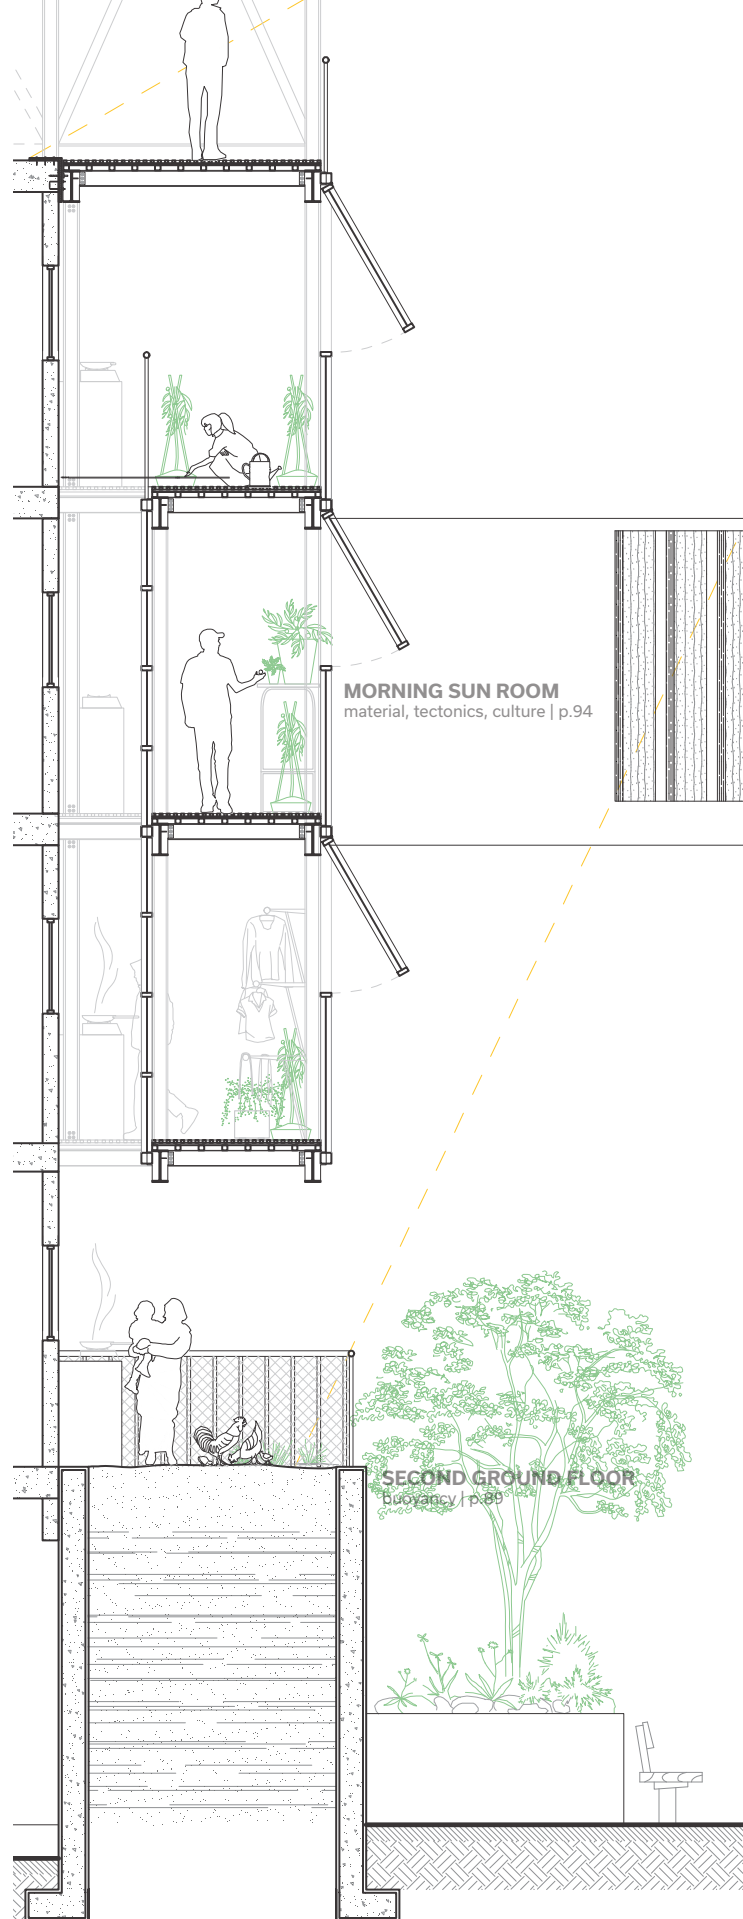 MORNING SUN ROOM
material, tectonics, culture | p.94
SECOND GROUND FLOOR
buoyancy | p.89